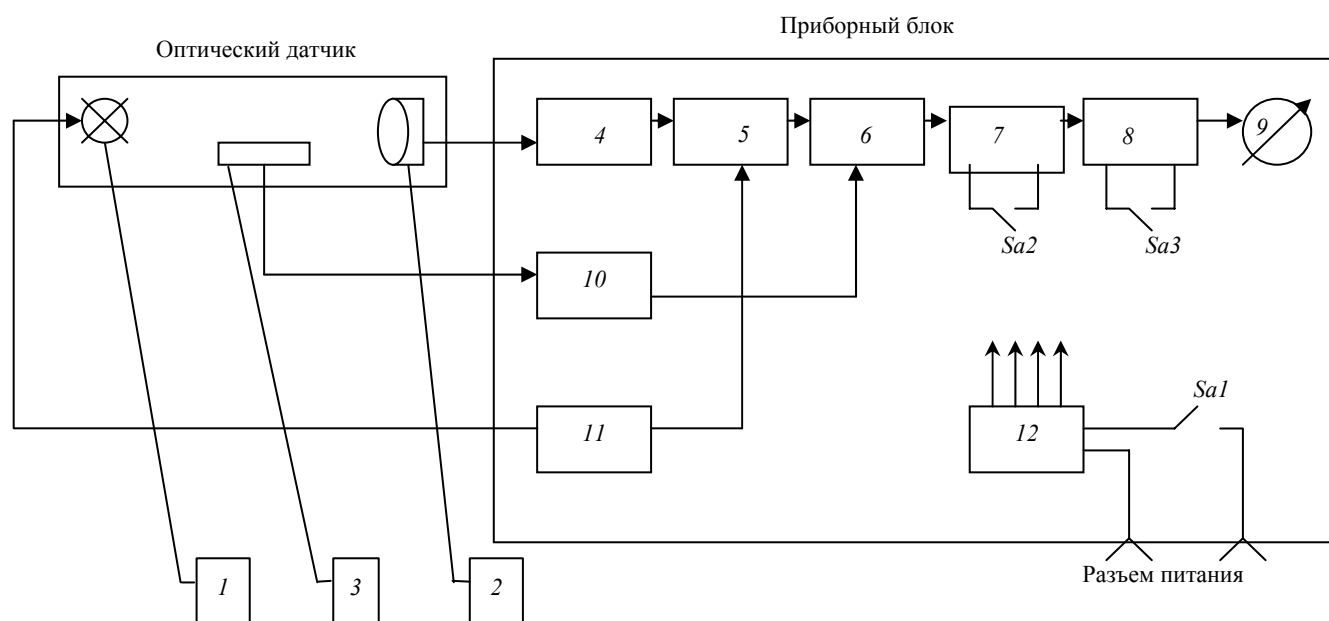 Приборный блок
Оптический датчик
4 5 6 7 8 9
Sa2 Sa3
10
Sa1
11 12
1 3 2
Разъем питания